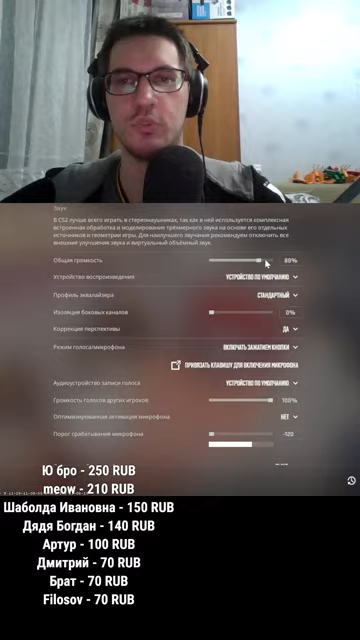 Звук
В CS2 лучше всего играть в стереонаушниках, так как в ней используется комплексная
встроенная обработка и моделирование трёхмерного звука на основе его отдельных
источников и геометрии игры. Для наилучшего звучания рекомендуем отключить все
внешние улучшения звука и виртуальный объёмный звук.
Общая громкость 80%
Устройство воспроизведения УСТРОЙСТВО ПО УМОЛЧАНИЮ
Профиль эквалайзера СТАНДАРТНЫЙ
Изоляция боковых каналов 0%
Коррекция перспективы ДА
Режим голоса/микрофона ВКЛЮЧАТЬ ЗАЖАТИЕМ КНОПКИ
ПРИВЯЗАТЬ КЛАВИШУ ДЛЯ ВКЛЮЧЕНИЯ МИКРОФОНА
Аудиоустройство записи голоса УСТРОЙСТВО ПО УМОЛЧАНИЮ
Громкость голосов других игроков 100%
Оптимизированная активация микрофона НЕТ
Порог срабатывания микрофона -120
Ю бро - 250 RUB
meow - 210 RUB
Шаболда Ивановна - 150 RUB
Дядя Богдан - 140 RUB
Артур - 100 RUB
Дмитрий - 70 RUB
Брат - 70 RUB
Filosov - 70 RUB